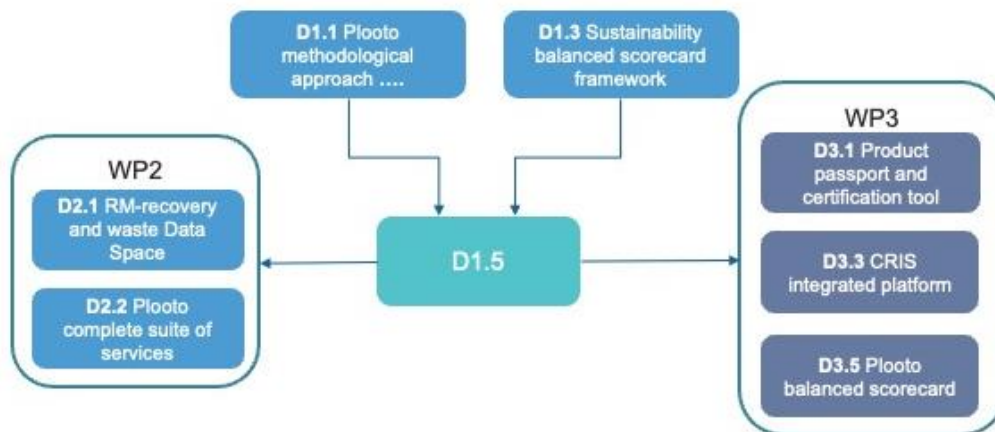 D1.1 Plooto
methodological
approach ....
D1.3 Sustainability
balanced scorecard
framework
WP2
D2.1 RM-recovery
and waste Data
Space
D2.2 Plooto
complete suite of
services
D1.5
WP3
D3.1 Product
passport and
certification tool
D3.3 CRIS
integrated platform
D3.5 Plooto
balanced scorecard